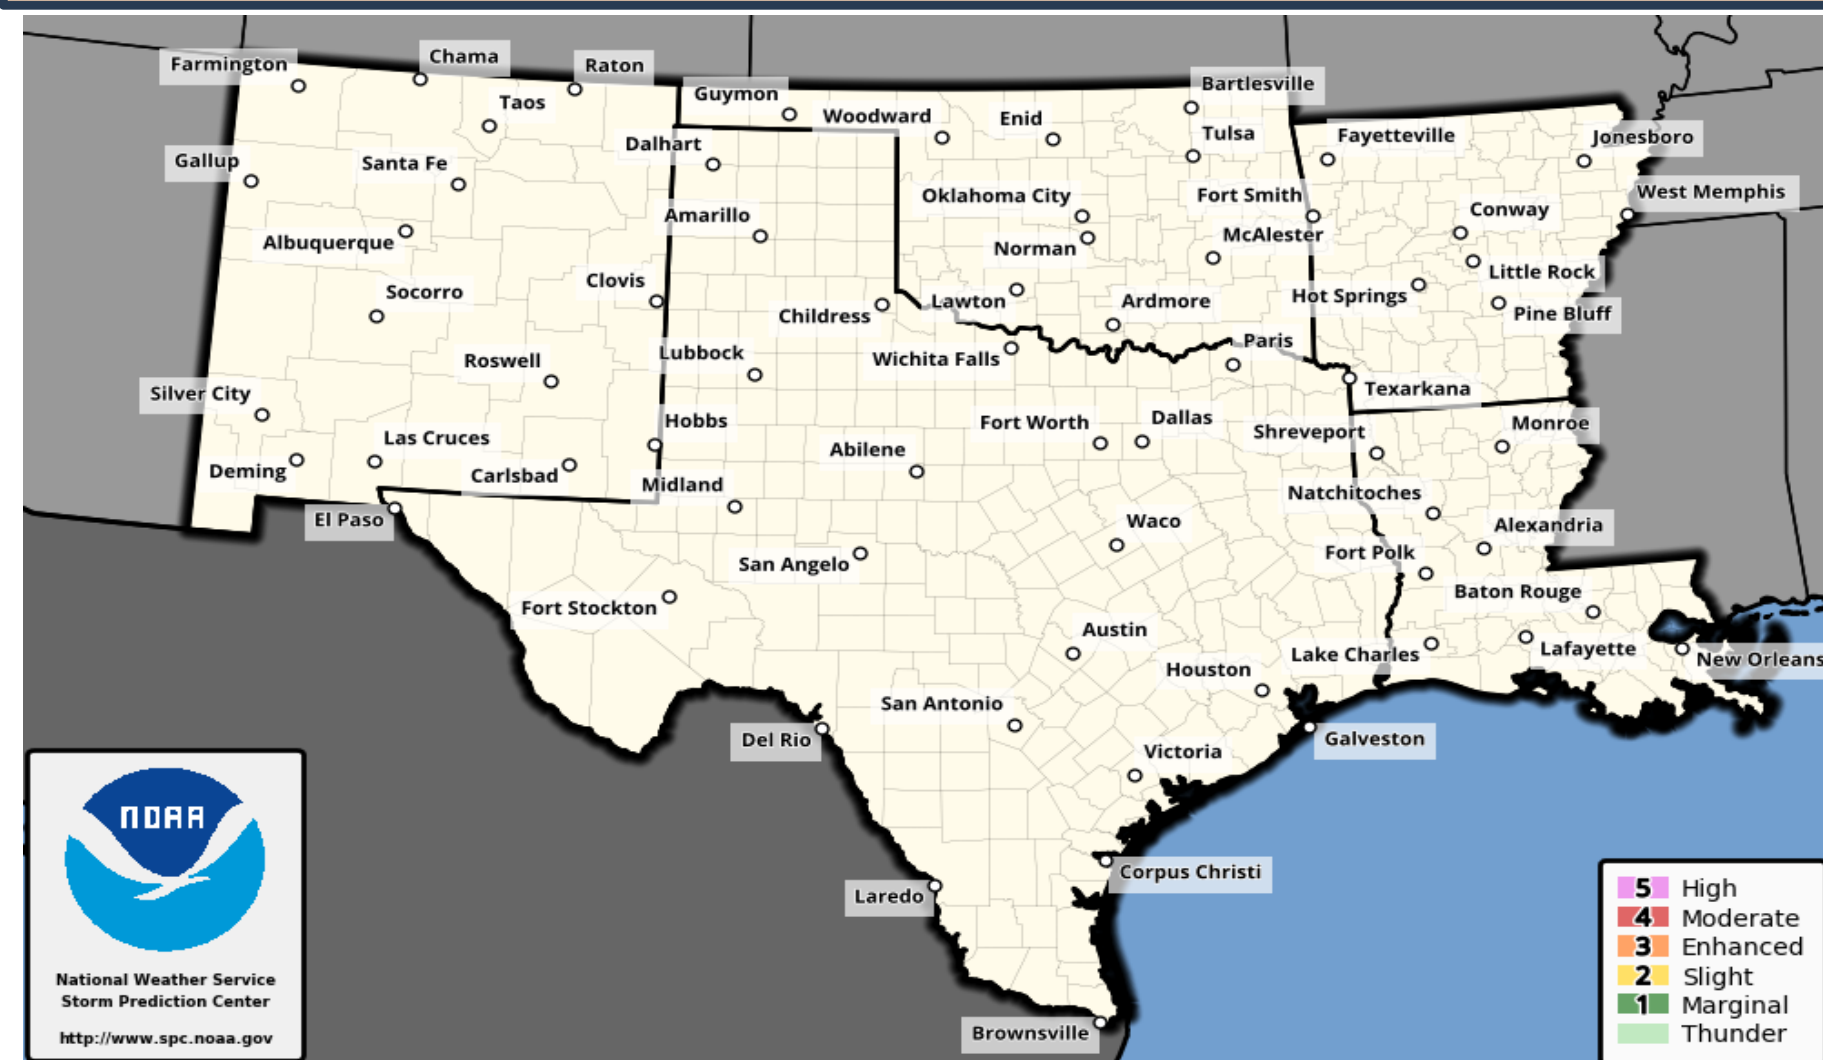 Farmington
Chama
Raton
Taos
Guymon
Woodward
Enid
Bartlesville
Tulsa
Fayetteville
Jonesboro
Gallup
Santa Fe
Dalhart
Oklahoma City
Fort Smith
West Memphis
Conway
Albuquerque
Amarillo
Norman
McAlester
Little Rock
Socorro
Clovis
Childress
Lawton
Ardmore
Hot Springs
Pine Bluff
Roswell
Lubbock
Wichita Falls
Paris
Texarkana
Silver City
Hobbs
Abilene
Fort Worth
Dallas
Shreveport
Monroe
Las Cruces
Deming
Carlsbad
Midland
Natchitoches
El Paso
San Angelo
Waco
Alexandria
Fort Polk
Fort Stockton
Baton Rouge
Austin
Houston
Lake Charles
Lafayette
New Orleans
San Antonio
Del Rio
Victoria
Galveston
Laredo
Corpus Christi
Brownsville
NOAA
National Weather Service
Storm Prediction Center
http://www.spc.noaa.gov
5 High
4 Moderate
3 Enhanced
2 Slight
1 Marginal
Thunder